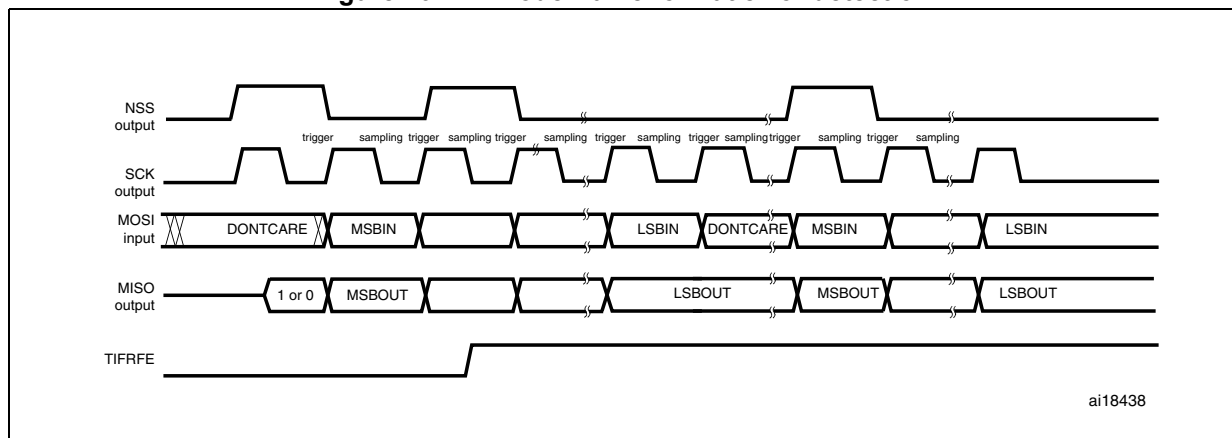 NSS
output
trigger sampling trigger sampling trigger sampling trigger sampling trigger sampling trigger sampling trigger sampling
SCK
output
MOSI
input
DONTCARE MSBIN LSBIN DONTCARE MSBIN LSBIN
MISO
output
1 or 0 MSBOUT LSBOUT MSBOUT LSBOUT
TIFRFE
ai18438